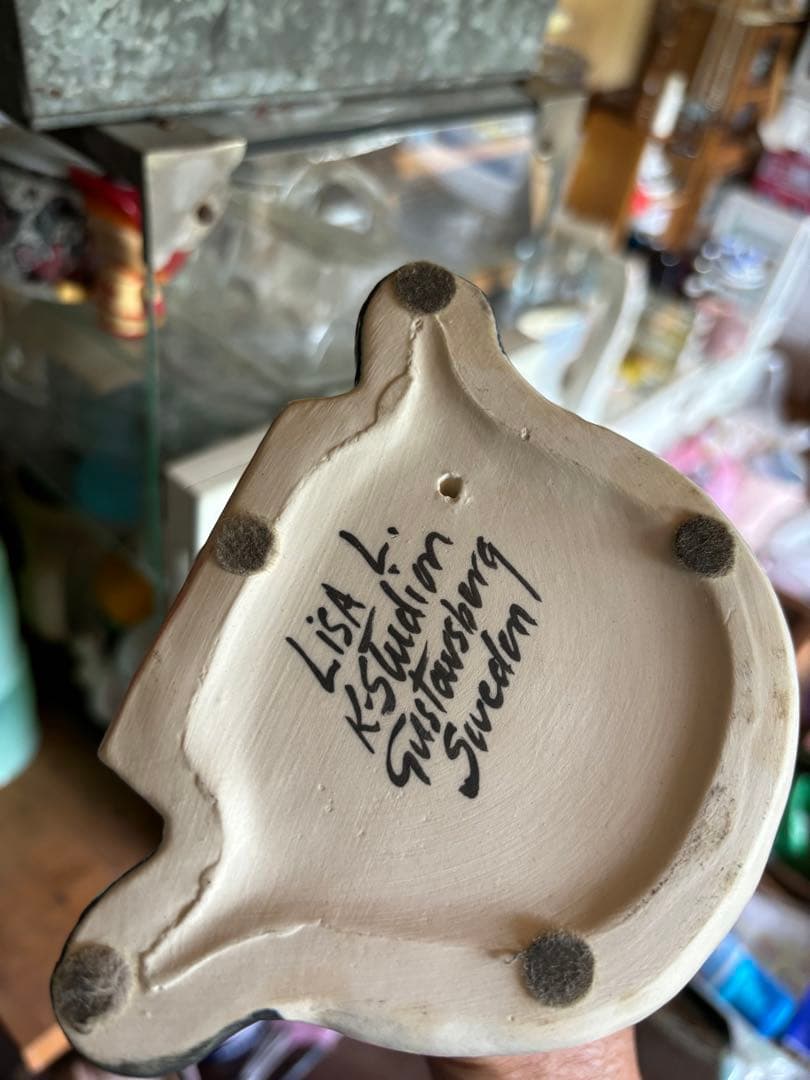 LiSA L.
K-Studion
Gustavsberg
Sweden